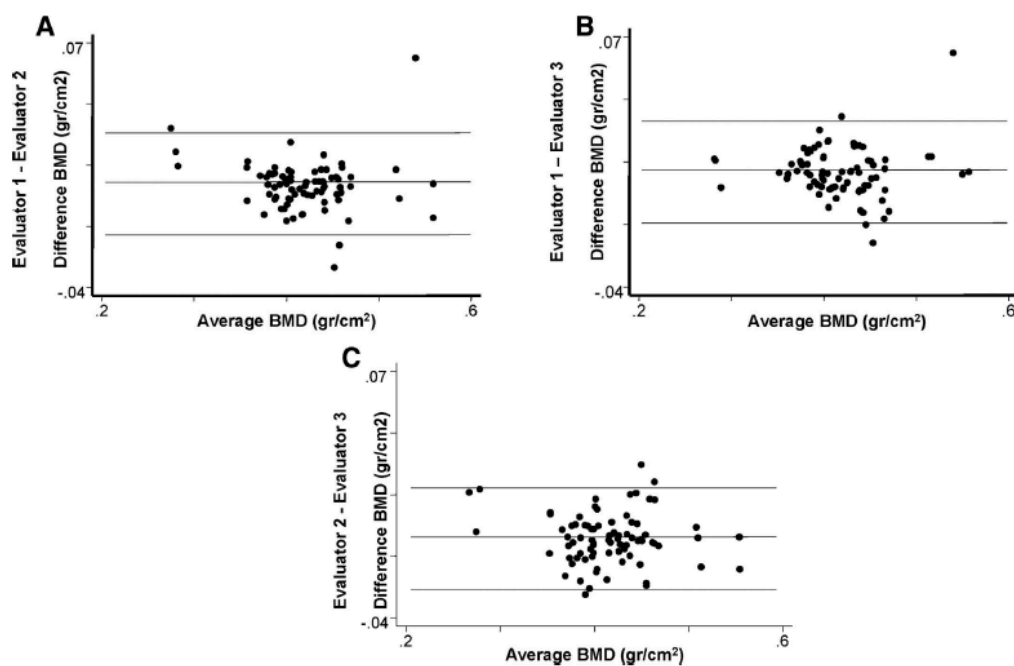 A
.07
Evaluator 1 - Evaluator 2
Difference BMD (gr/cm2)
-.04
.2
.6
Average BMD (gr/cm²)
B
.07
Evaluator 1 – Evaluator 3
Difference BMD (gr/cm2)
-.04
.2
.6
Average BMD (gr/cm²)
C
.07
Evaluator 2 - Evaluator 3
Difference BMD (gr/cm2)
-.04
.2
.6
Average BMD (gr/cm²)